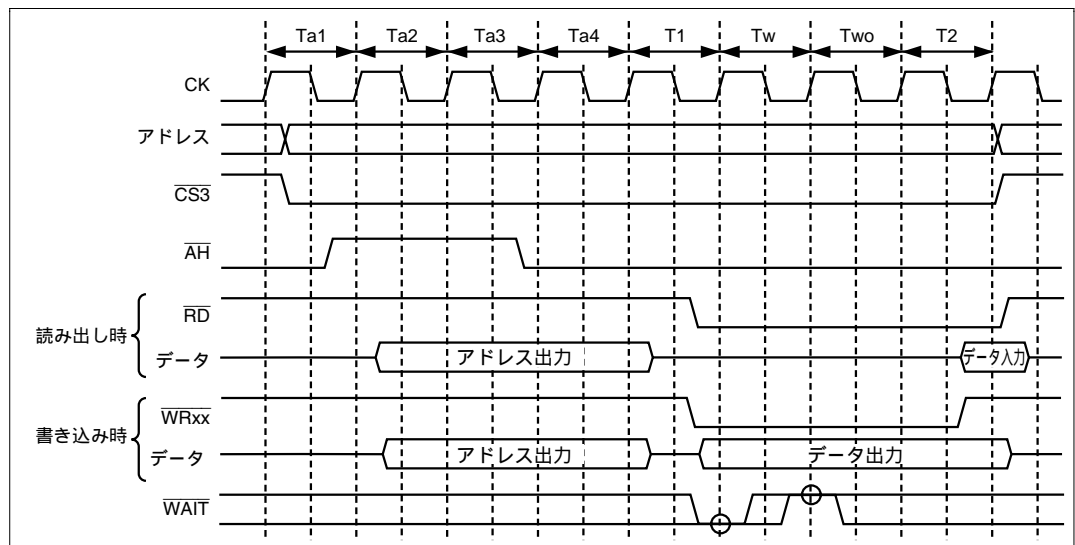 Ta1 Ta2 Ta3 Ta4 T1 Tw Two T2
CK
アドレス
CS3
AH
読み出し時
RD
データ アドレス出力 データ入力
書き込み時
WRxx
データ アドレス出力 データ出力
WAIT